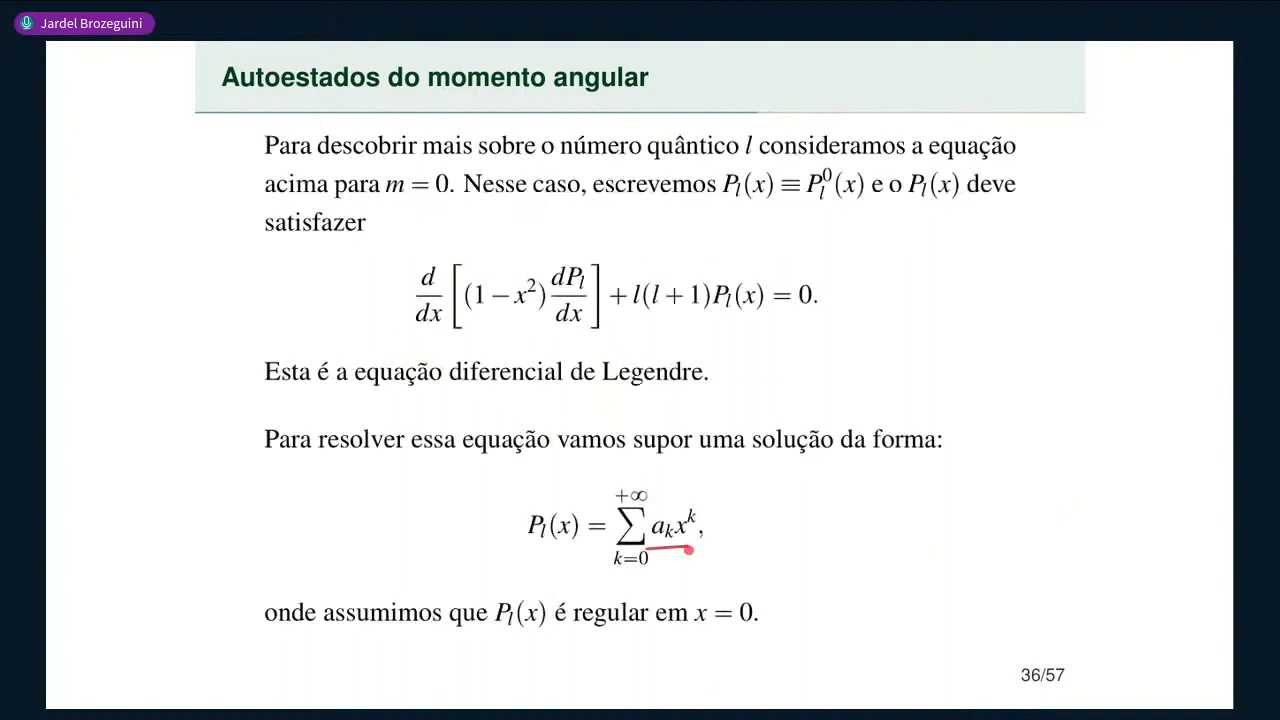 Jardel Brozeguini
Autoestados do momento angular
Para descobrir mais sobre o número quântico l consideramos a equação
acima para m = 0. Nesse caso, escrevemos P_l(x) ≡ P_l^0(x) e o P_l(x) deve
satisfazer
d/dx [(1 − x²) dP_l/dx] + l(l + 1)P_l(x) = 0.
Esta é a equação diferencial de Legendre.
Para resolver essa equação vamos supor uma solução da forma:
P_l(x) = ∑_{k=0}^{+∞} a_k x^k,
onde assumimos que P_l(x) é regular em x = 0.
36/57